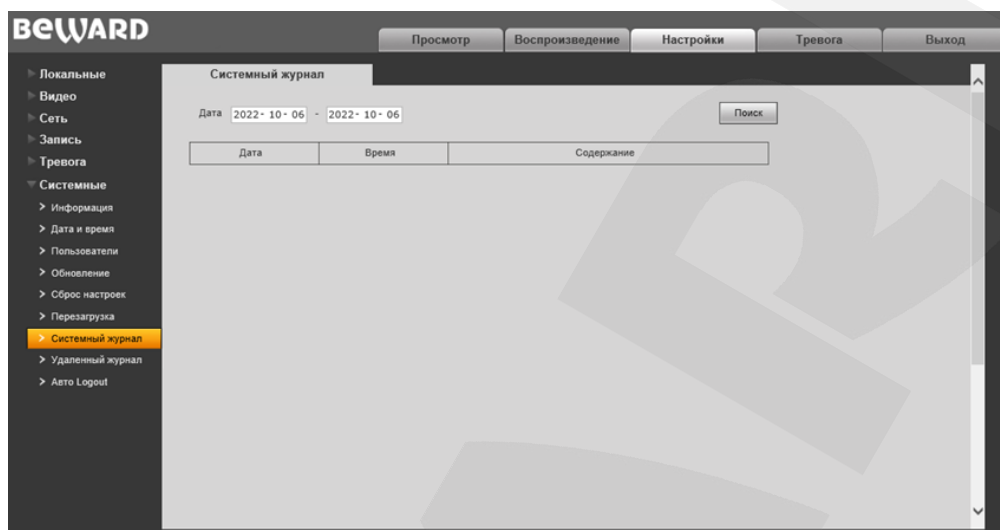 BEWARD
Просмотр Воспроизведение Настройки Тревога Выход
Локальные
Видео
Сеть
Запись
Тревога
Системные
Информация
Дата и время
Пользователи
Обновление
Сброс настроек
Перезагрузка
Системный журнал
Удаленный журнал
Авто Logout
Системный журнал
Дата 2022- 10- 06 - 2022- 10- 06 Поиск
Дата Время Содержание